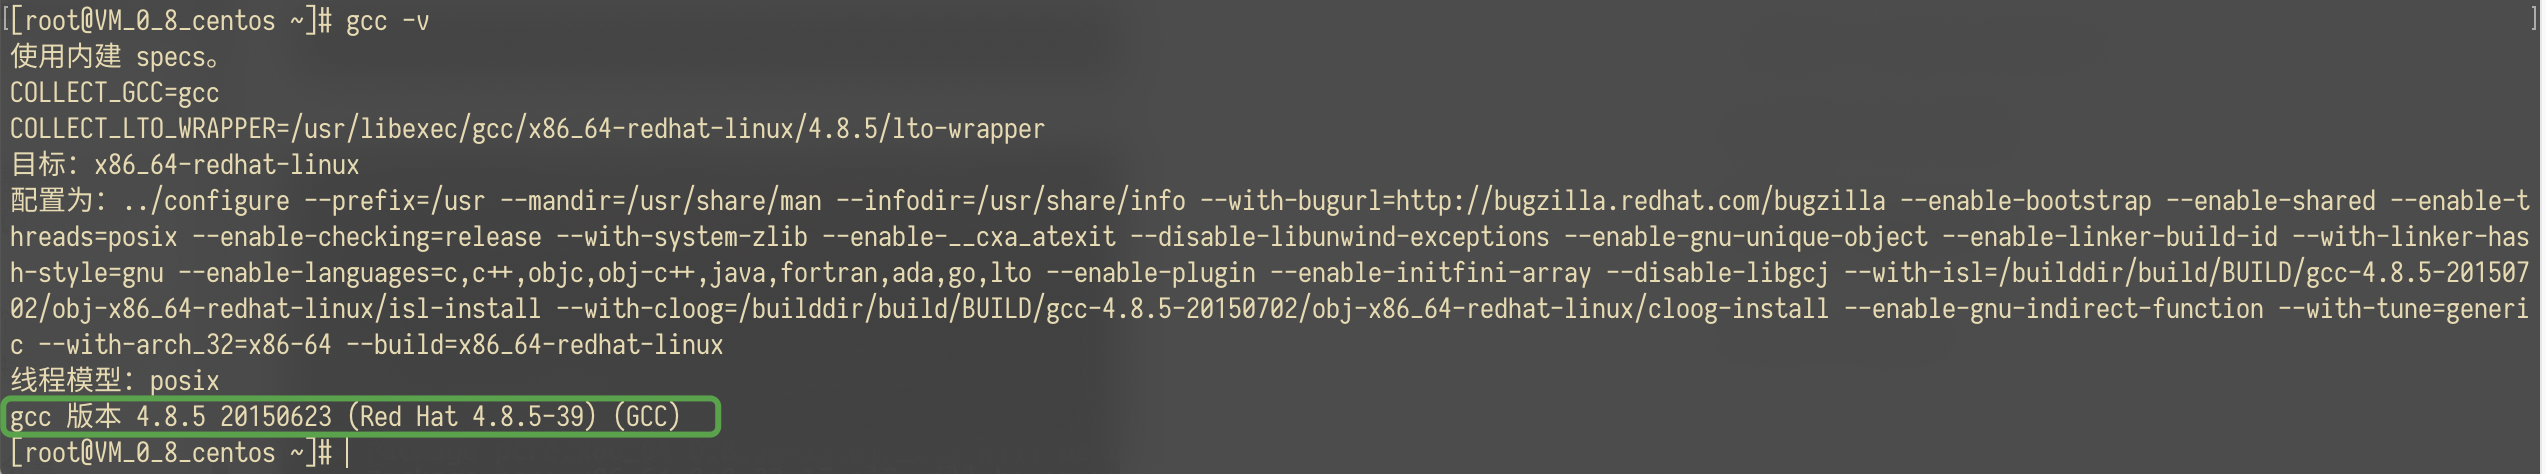 [root@VM_0_8_centos ~]# gcc -v
使用内建 specs。
COLLECT_GCC=gcc
COLLECT_LTO_WRAPPER=/usr/libexec/gcc/x86_64-redhat-linux/4.8.5/lto-wrapper
目标：x86_64-redhat-linux
配置为：../configure --prefix=/usr --mandir=/usr/share/man --infodir=/usr/share/info --with-bugurl=http://bugzilla.redhat.com/bugzilla --enable-bootstrap --enable-shared --enable-t
hreads=posix --enable-checking=release --with-system-zlib --enable-__cxa_atexit --disable-libunwind-exceptions --enable-gnu-unique-object --enable-linker-build-id --with-linker-has
h-style=gnu --enable-languages=c,c++,objc,obj-c++,java,fortran,ada,go,lto --enable-plugin --enable-initfini-array --disable-libgcj --with-isl=/builddir/build/BUILD/gcc-4.8.5-201507
02/obj-x86_64-redhat-linux/isl-install --with-cloog=/builddir/build/BUILD/gcc-4.8.5-20150702/obj-x86_64-redhat-linux/cloog-install --enable-gnu-indirect-function --with-tune=generi
c --with-arch_32=x86-64 --build=x86_64-redhat-linux
线程模型：posix
gcc 版本 4.8.5 20150623 (Red Hat 4.8.5-39) (GCC)
[root@VM_0_8_centos ~]#